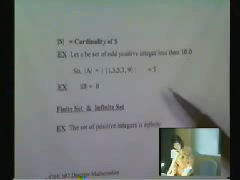 |S| = Cardinality of S
EX Let A be set of odd positive integer less than 10.0
So, |A| = | {1,3,5,7,9} | = 5
EX |Ø| = 0
Finite Set & Infinite Set
EX The set of positive integers is infinite
Discrete Mathematics